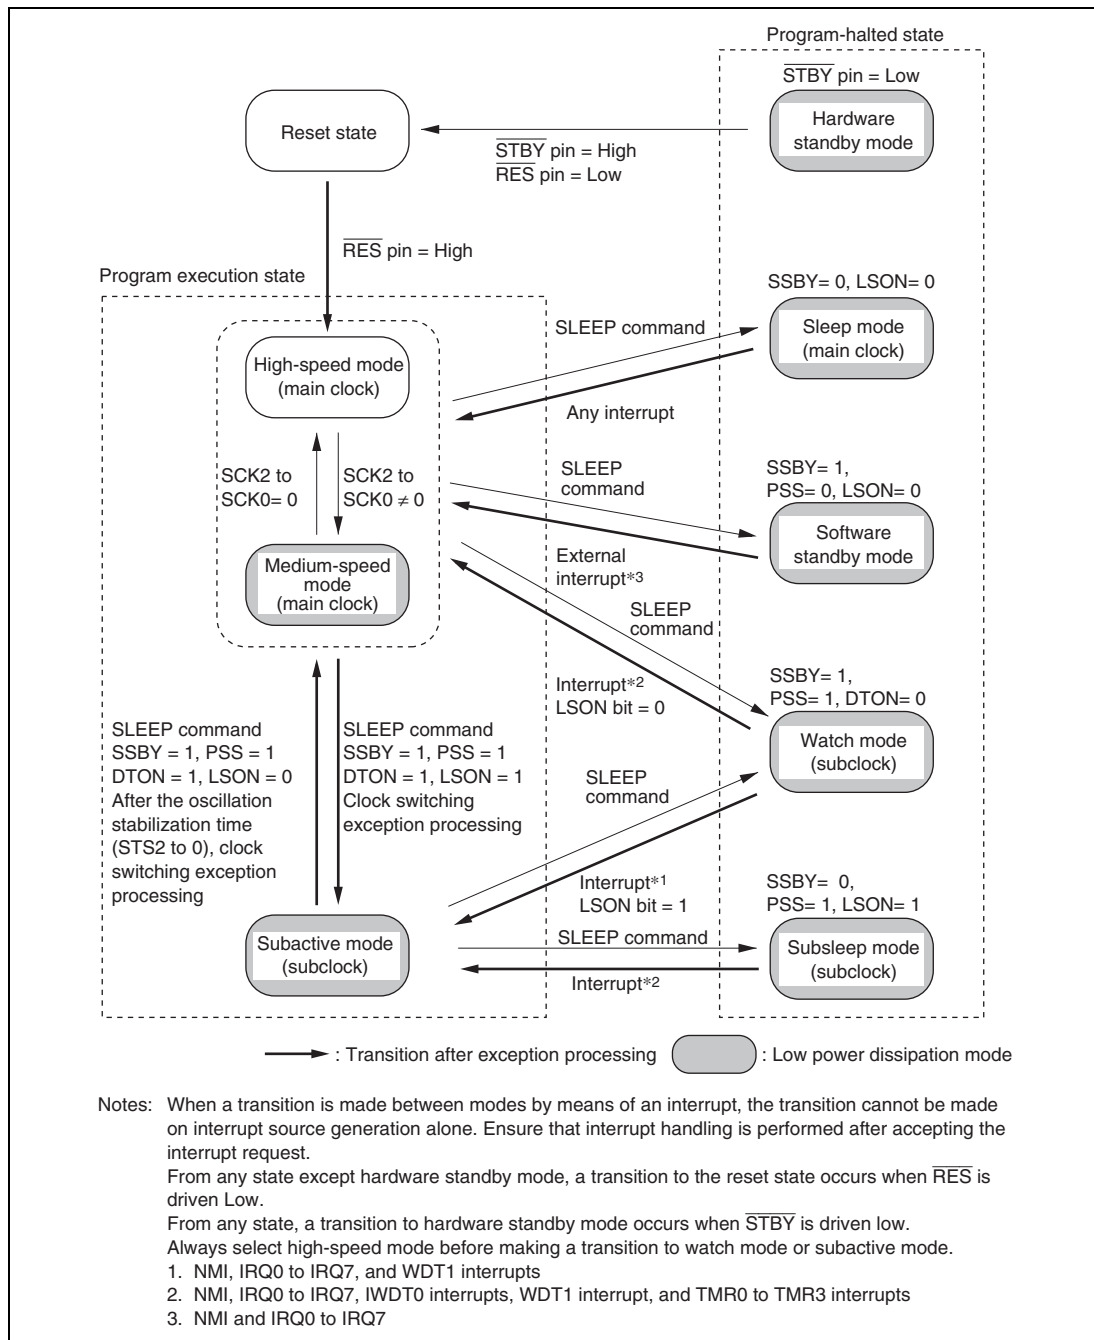 Program-halted state
STBY pin = Low
Reset state
Hardware
standby mode
STBY pin = High
RES pin = Low
RES pin = High
Program execution state
SSBY= 0, LSON= 0
SLEEP command
Sleep mode
(main clock)
High-speed mode
(main clock)
Any interrupt
SCK2 to
SCK0= 0
SCK2 to
SCK0 ≠ 0
SLEEP
command
SSBY= 1,
PSS= 0, LSON= 0
Software
standby mode
Medium-speed
mode
(main clock)
External
interrupt*3
SLEEP
command
Interrupt*2
LSON bit = 0
SSBY= 1,
PSS= 1, DTON= 0
Watch mode
(subclock)
SLEEP command
SSBY = 1, PSS = 1
DTON = 1, LSON = 0
After the oscillation
stabilization time
(STS2 to 0), clock
switching exception
processing
SLEEP command
SSBY = 1, PSS = 1
DTON = 1, LSON = 1
Clock switching
exception processing
SLEEP
command
Interrupt*1
LSON bit = 1
SSBY= 0,
PSS= 1, LSON= 1
SLEEP command
Subactive mode
(subclock)
Subsleep mode
(subclock)
Interrupt*2
: Transition after exception processing
: Low power dissipation mode
Notes: When a transition is made between modes by means of an interrupt, the transition cannot be made
on interrupt source generation alone. Ensure that interrupt handling is performed after accepting the
interrupt request.
From any state except hardware standby mode, a transition to the reset state occurs when RES is
driven Low.
From any state, a transition to hardware standby mode occurs when STBY is driven low.
Always select high-speed mode before making a transition to watch mode or subactive mode.
1. NMI, IRQ0 to IRQ7, and WDT1 interrupts
2. NMI, IRQ0 to IRQ7, IWDT0 interrupts, WDT1 interrupt, and TMR0 to TMR3 interrupts
3. NMI and IRQ0 to IRQ7